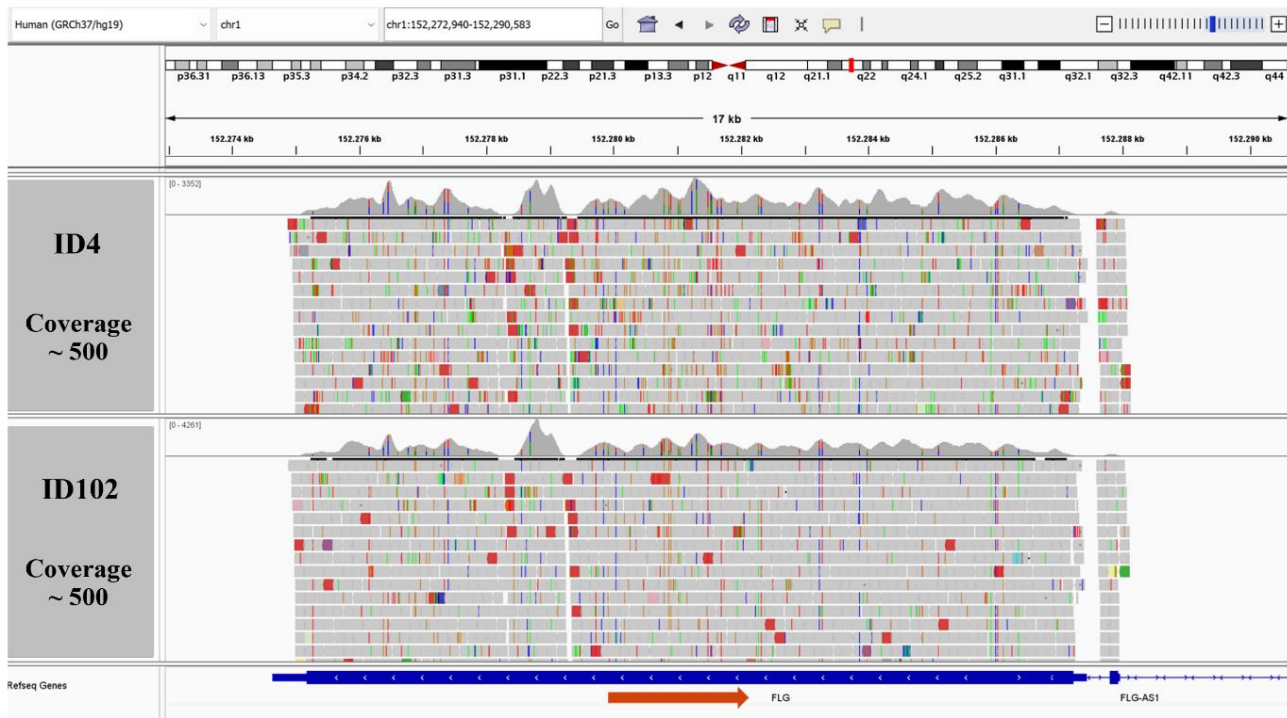 Human (GRCh37/hg19) chr1 chr1:152,272,940-152,290,583 Go
p36.31 p36.13 p35.3 p34.2 p32.3 p31.3 p31.1 p22.3 p21.3 p13.3 p12 q11 q12 q21.1 q22 q24.1 q25.2 q31.1 q32.1 q32.3 q42.11 q42.3 q44
17 kb
152.274 kb 152.276 kb 152.278 kb 152.280 kb 152.282 kb 152.284 kb 152.286 kb 152.288 kb 152.290 kb
[0 - 3352]
ID4
Coverage
~ 500
[0 - 4261]
ID102
Coverage
~ 500
Refseq Genes
FLG FLG-AS1